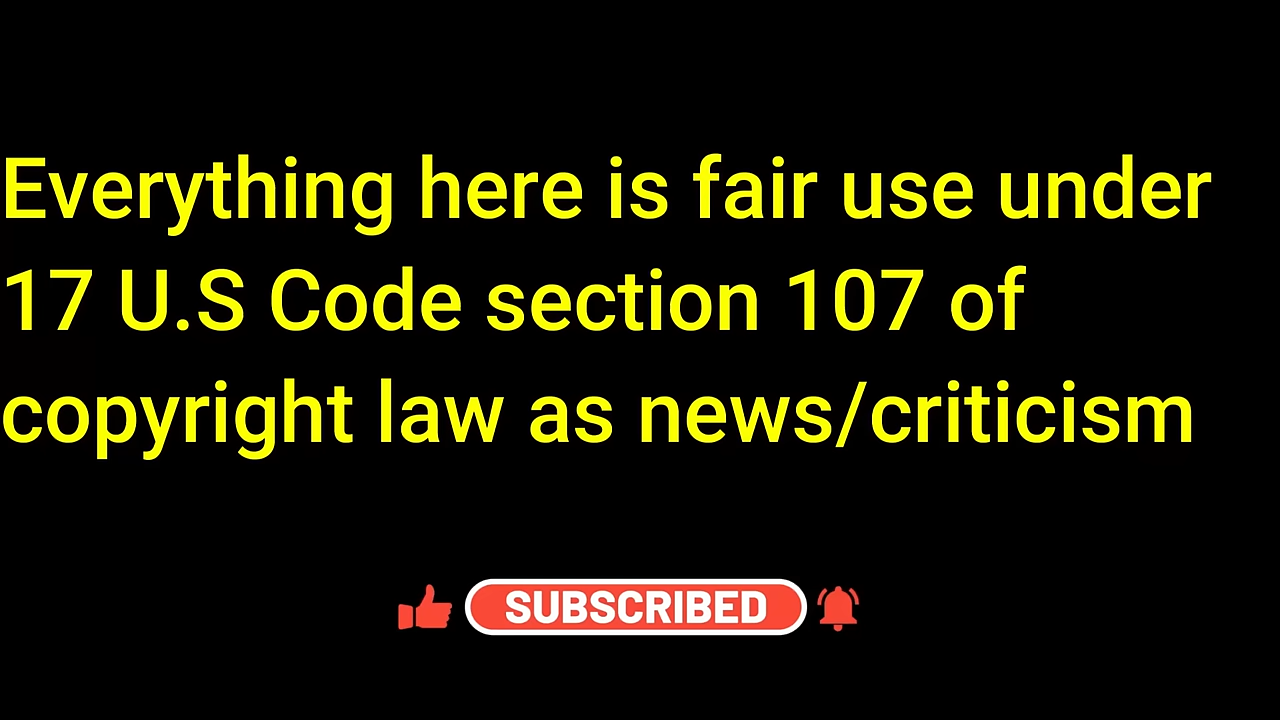 Everything here is fair use under
17 U.S Code section 107 of
copyright law as news/criticism
SUBSCRIBED